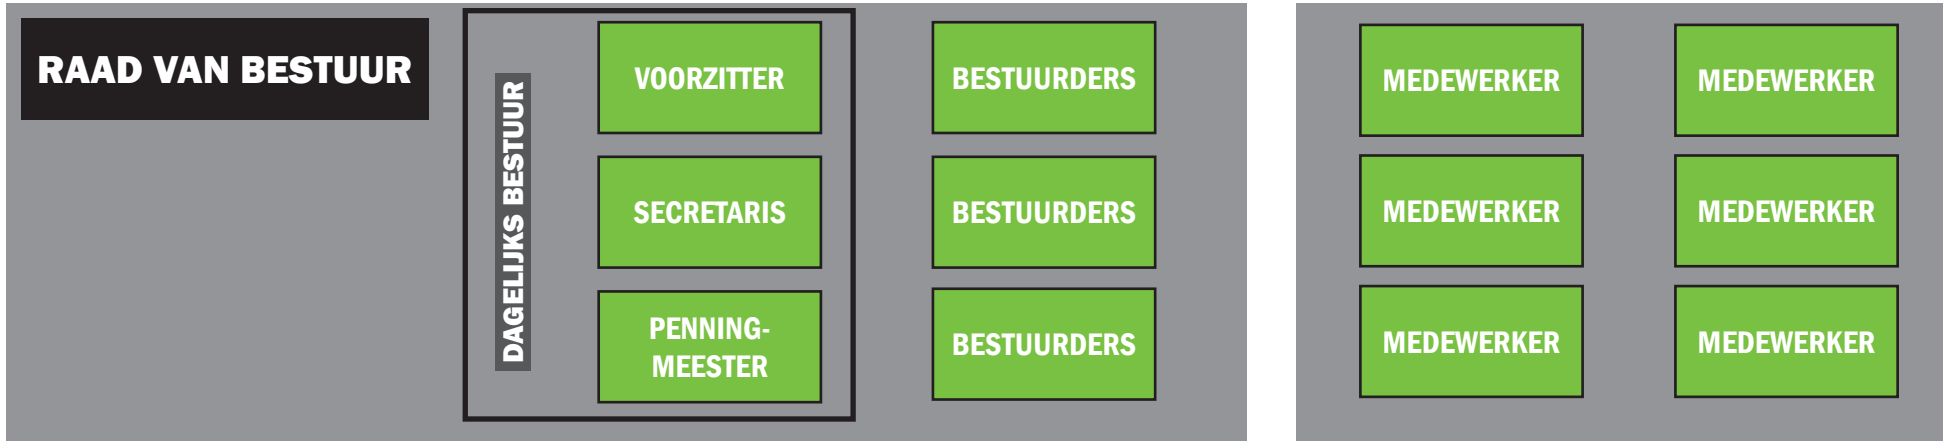 RAAD VAN BESTUUR
DAGELIJKS BESTUUR
VOORZITTER
SECRETARIS
PENNING-
MEESTER
BESTUURDERS
BESTUURDERS
BESTUURDERS
MEDEWERKER
MEDEWERKER
MEDEWERKER
MEDEWERKER
MEDEWERKER
MEDEWERKER